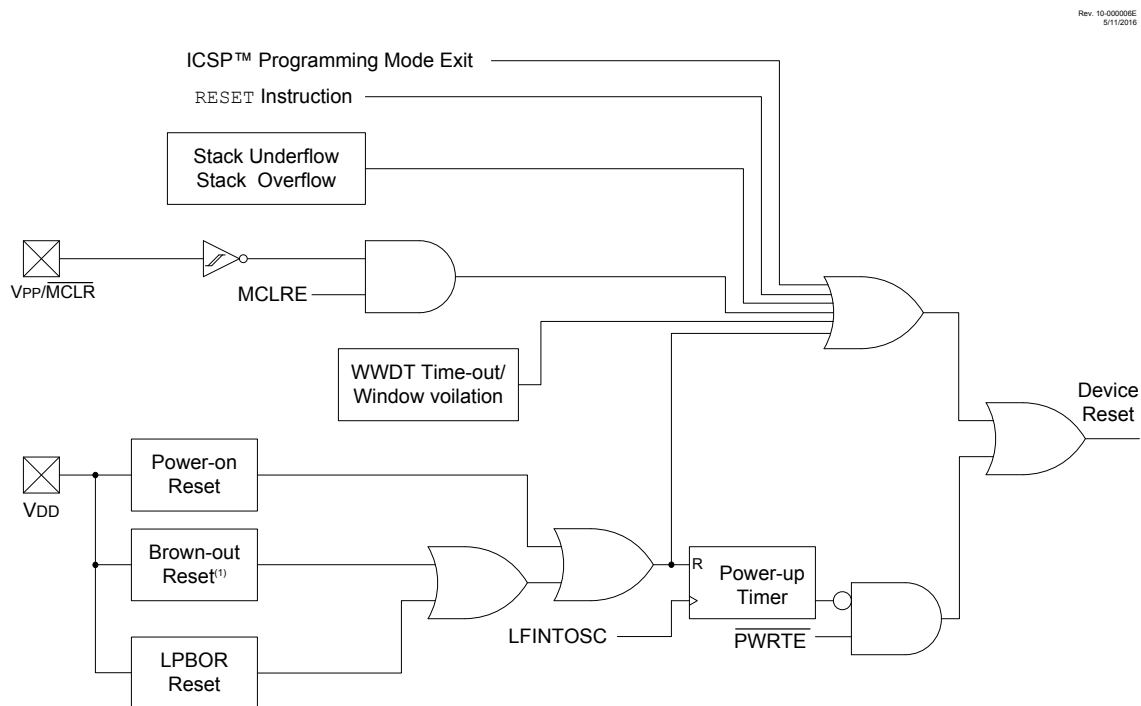 Rev. 10-000006E
5/11/2016
ICSP™ Programming Mode Exit
RESET Instruction
Stack Underflow
Stack Overflow
VPP/MCLR
MCLRE
WWDT Time-out/
Window voilation
Device
Reset
VDD
Power-on
Reset
Brown-out
Reset(1)
LPBOR
Reset
R
Power-up
Timer
LFINTOSC
PWRTE